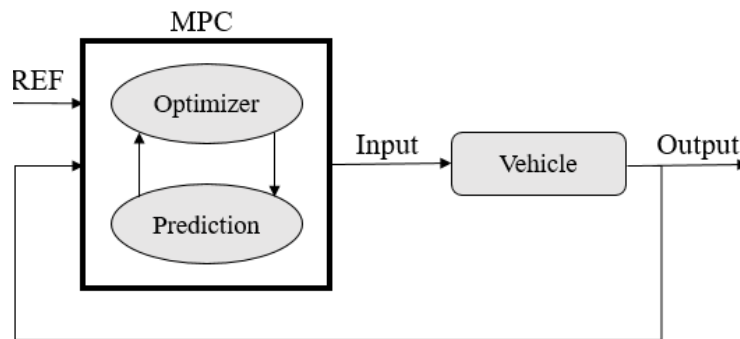 MPC
REF
Optimizer
Input
Vehicle
Output
Prediction